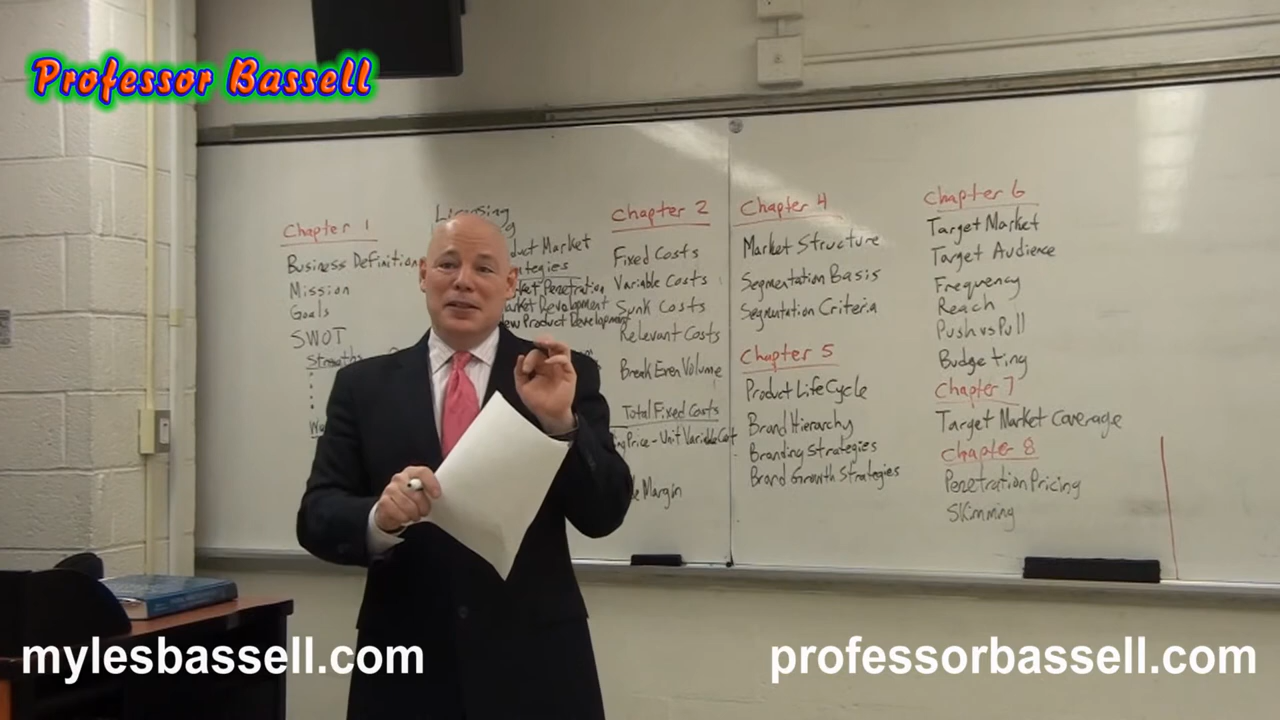 Professor Bassell
Chapter 1
Business Definition
Mission
Goals
SWOT
Licensing
Market
Penetration
Market Development
New Product Development
Chapter 2
Fixed Costs
Variable Costs
Sunk Costs
Relevant Costs
Break Even Volume
Total Fixed Costs
Price - Unit Variable Cost
Margin
Chapter 4
Market Structure
Segmentation Basis
Segmentation Criteria
Chapter 5
Product Life Cycle
Brand Hierarchy
Branding Strategies
Brand Growth Strategies
Chapter 6
Target Market
Target Audience
Frequency
Reach
Push vs Pull
Budgeting
Chapter 7
Target Market Coverage
Chapter 8
Penetration Pricing
Skimming
mylesbassell.com
professorbassell.com